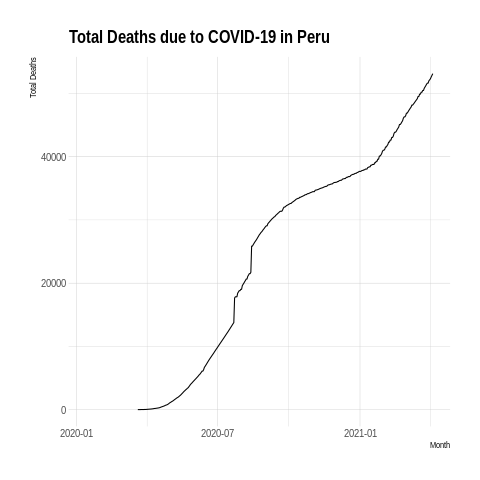 Total Deaths due to COVID-19 in Peru
Total Deaths
40000
20000
0
2020-01 2020-07 2021-01
Month